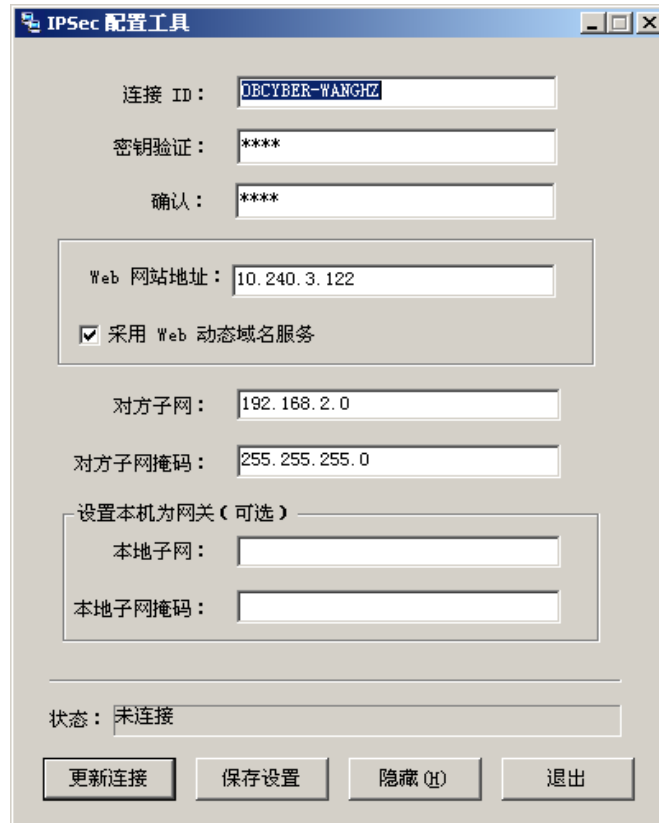 IPSec 配置工具
连接 ID： OBCYBER-WANGHZ
密钥验证： ****
确认： ****
Web 网站地址： 10.240.3.122
采用 Web 动态域名服务
对方子网： 192.168.2.0
对方子网掩码： 255.255.255.0
设置本机为网关（可选）
本地子网：
本地子网掩码：
状态： 未连接
更新连接 保存设置 隐藏(H) 退出